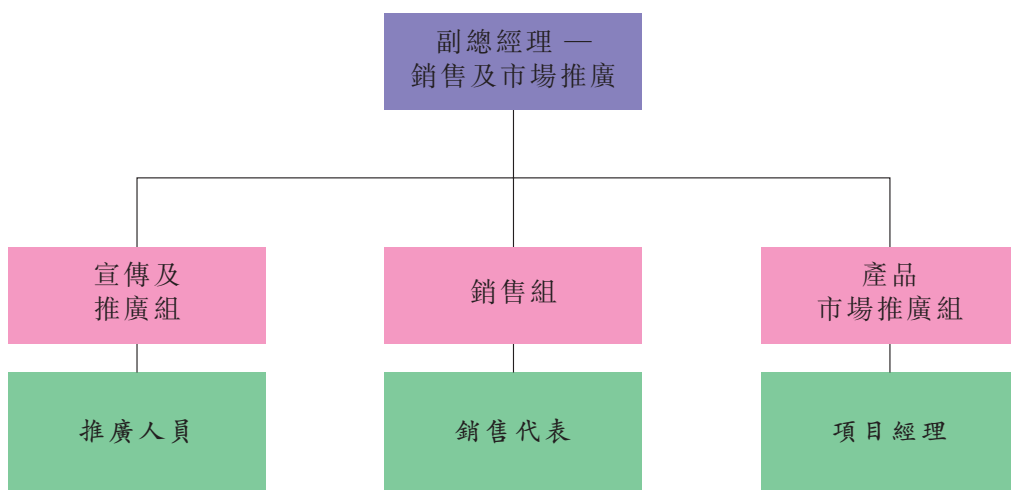 副總經理 —
銷售及市場推廣
宣傳及
推廣組
銷售組
產品
市場推廣組
推廣人員
銷售代表
項目經理